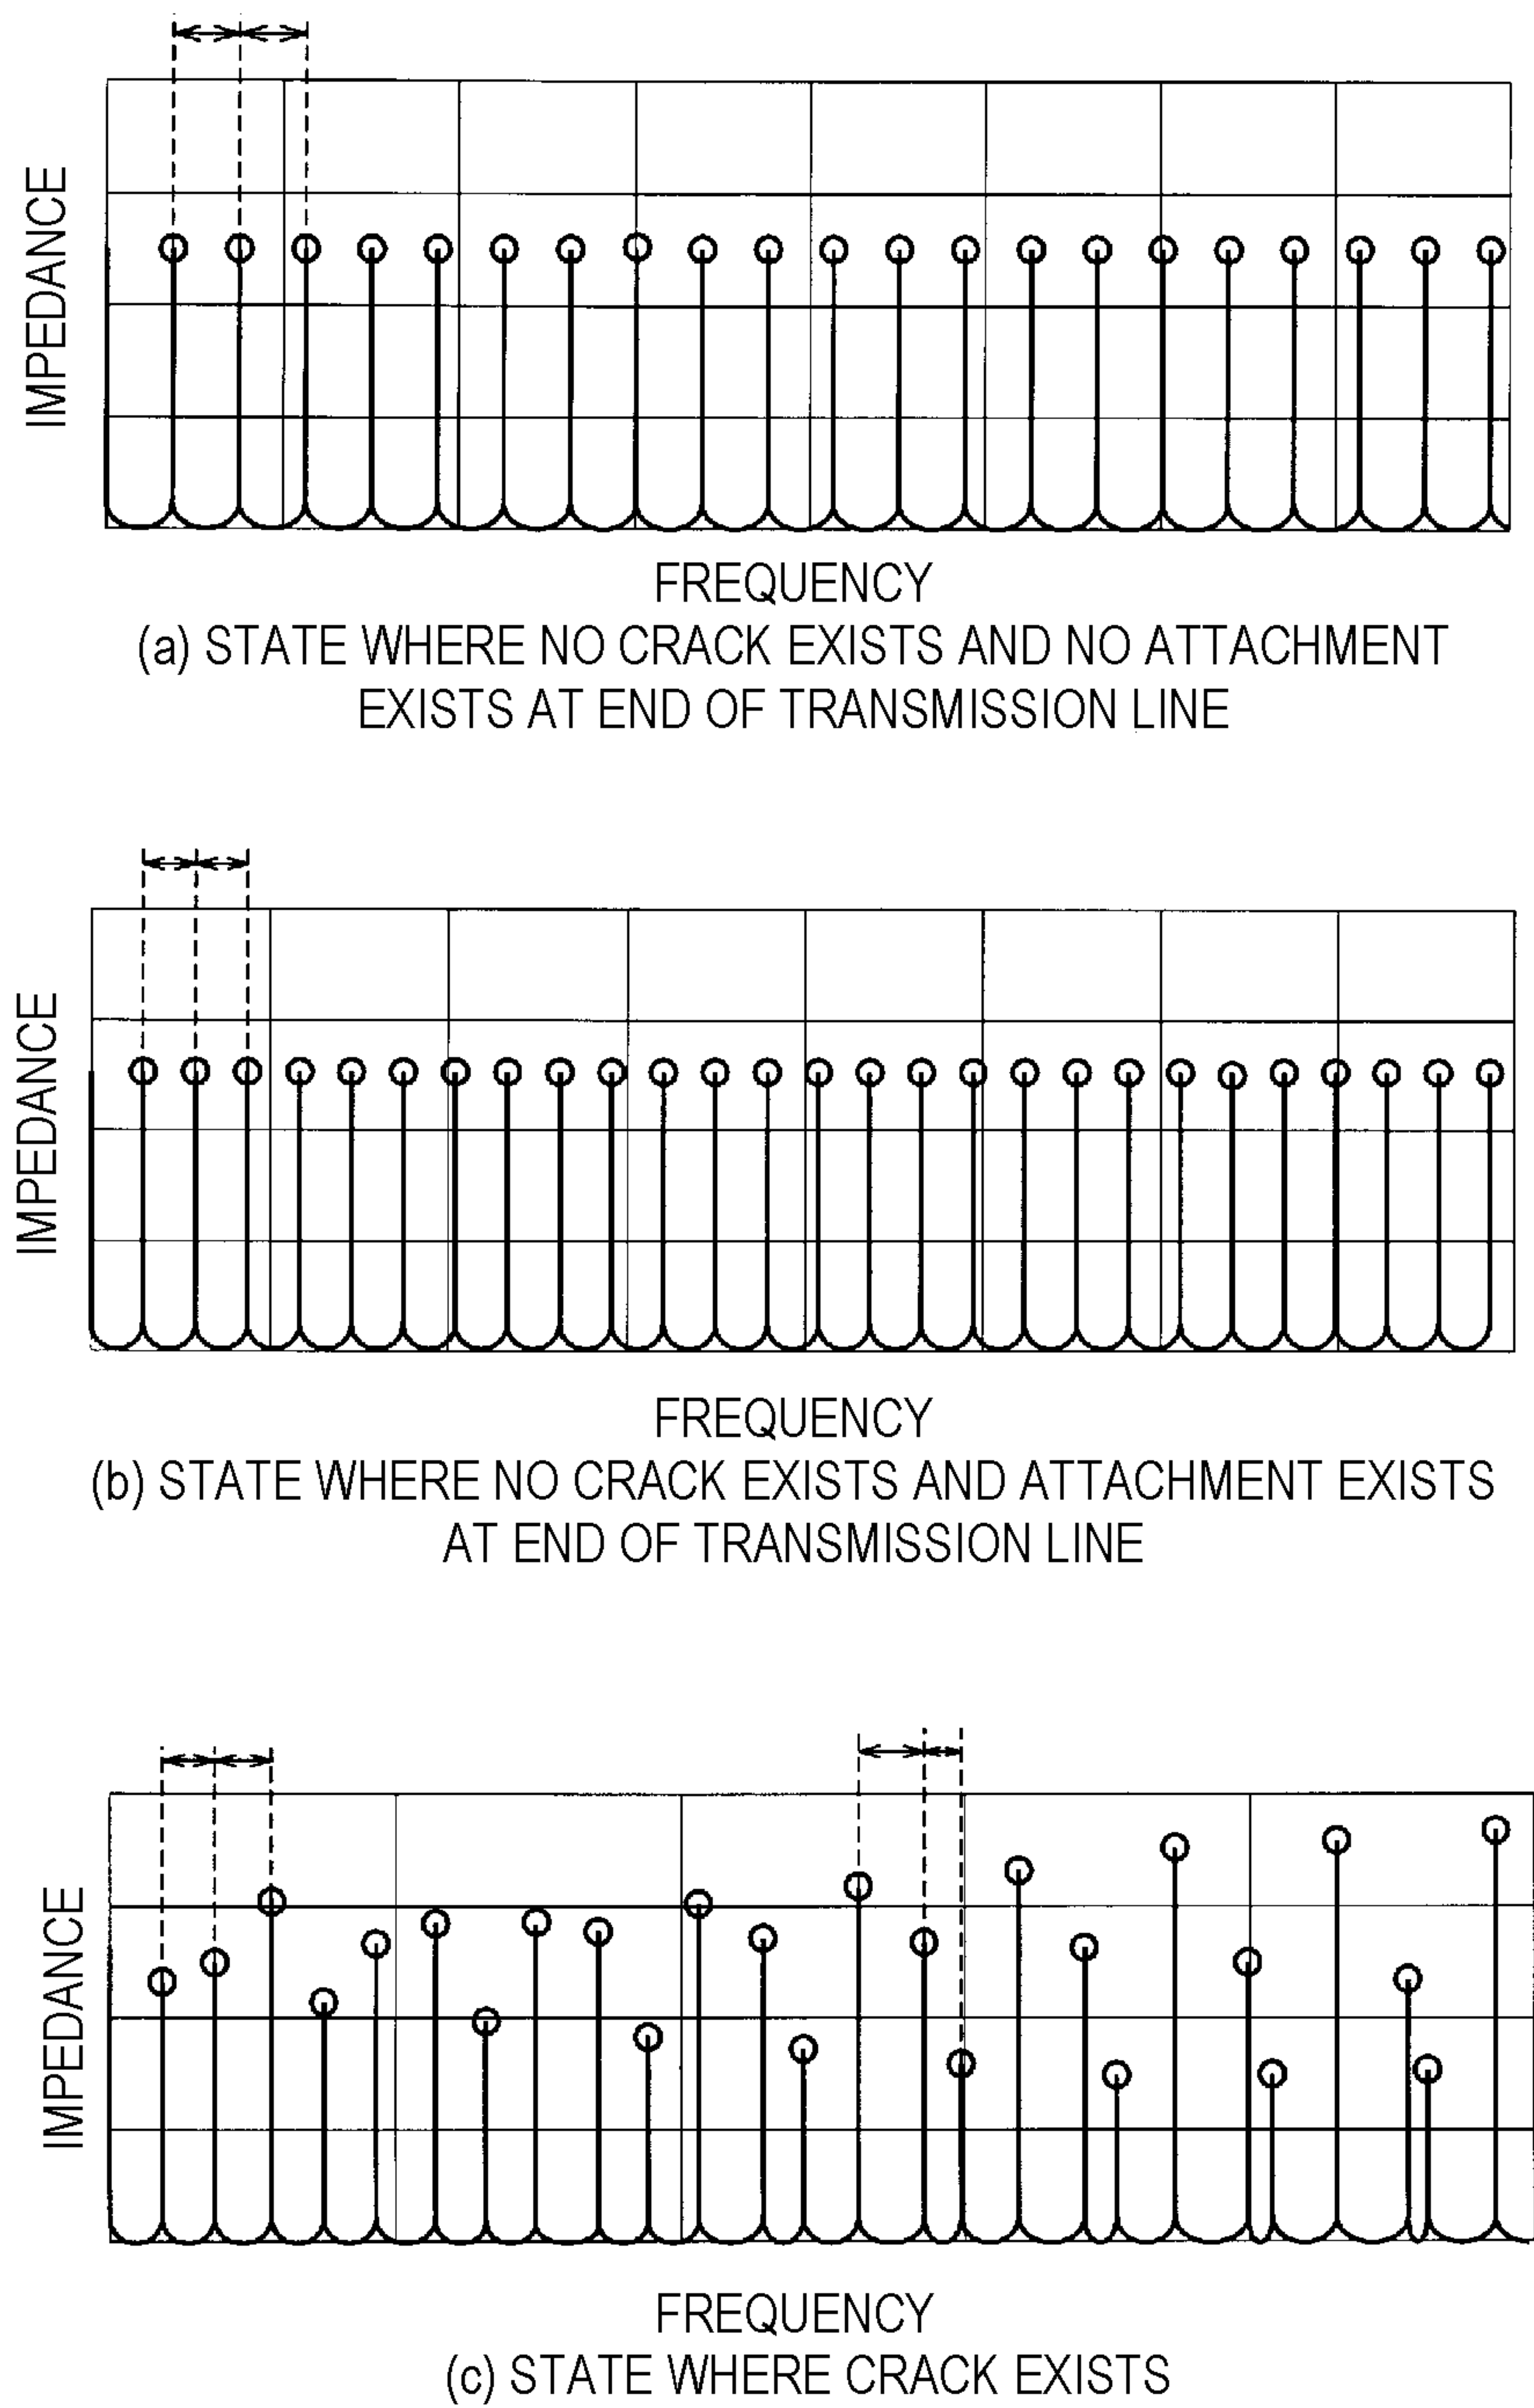 IMPEDANCE
FREQUENCY
(a) STATE WHERE NO CRACK EXISTS AND NO ATTACHMENT
EXISTS AT END OF TRANSMISSION LINE
IMPEDANCE
FREQUENCY
(b) STATE WHERE NO CRACK EXISTS AND ATTACHMENT EXISTS
AT END OF TRANSMISSION LINE
IMPEDANCE
FREQUENCY
(c) STATE WHERE CRACK EXISTS